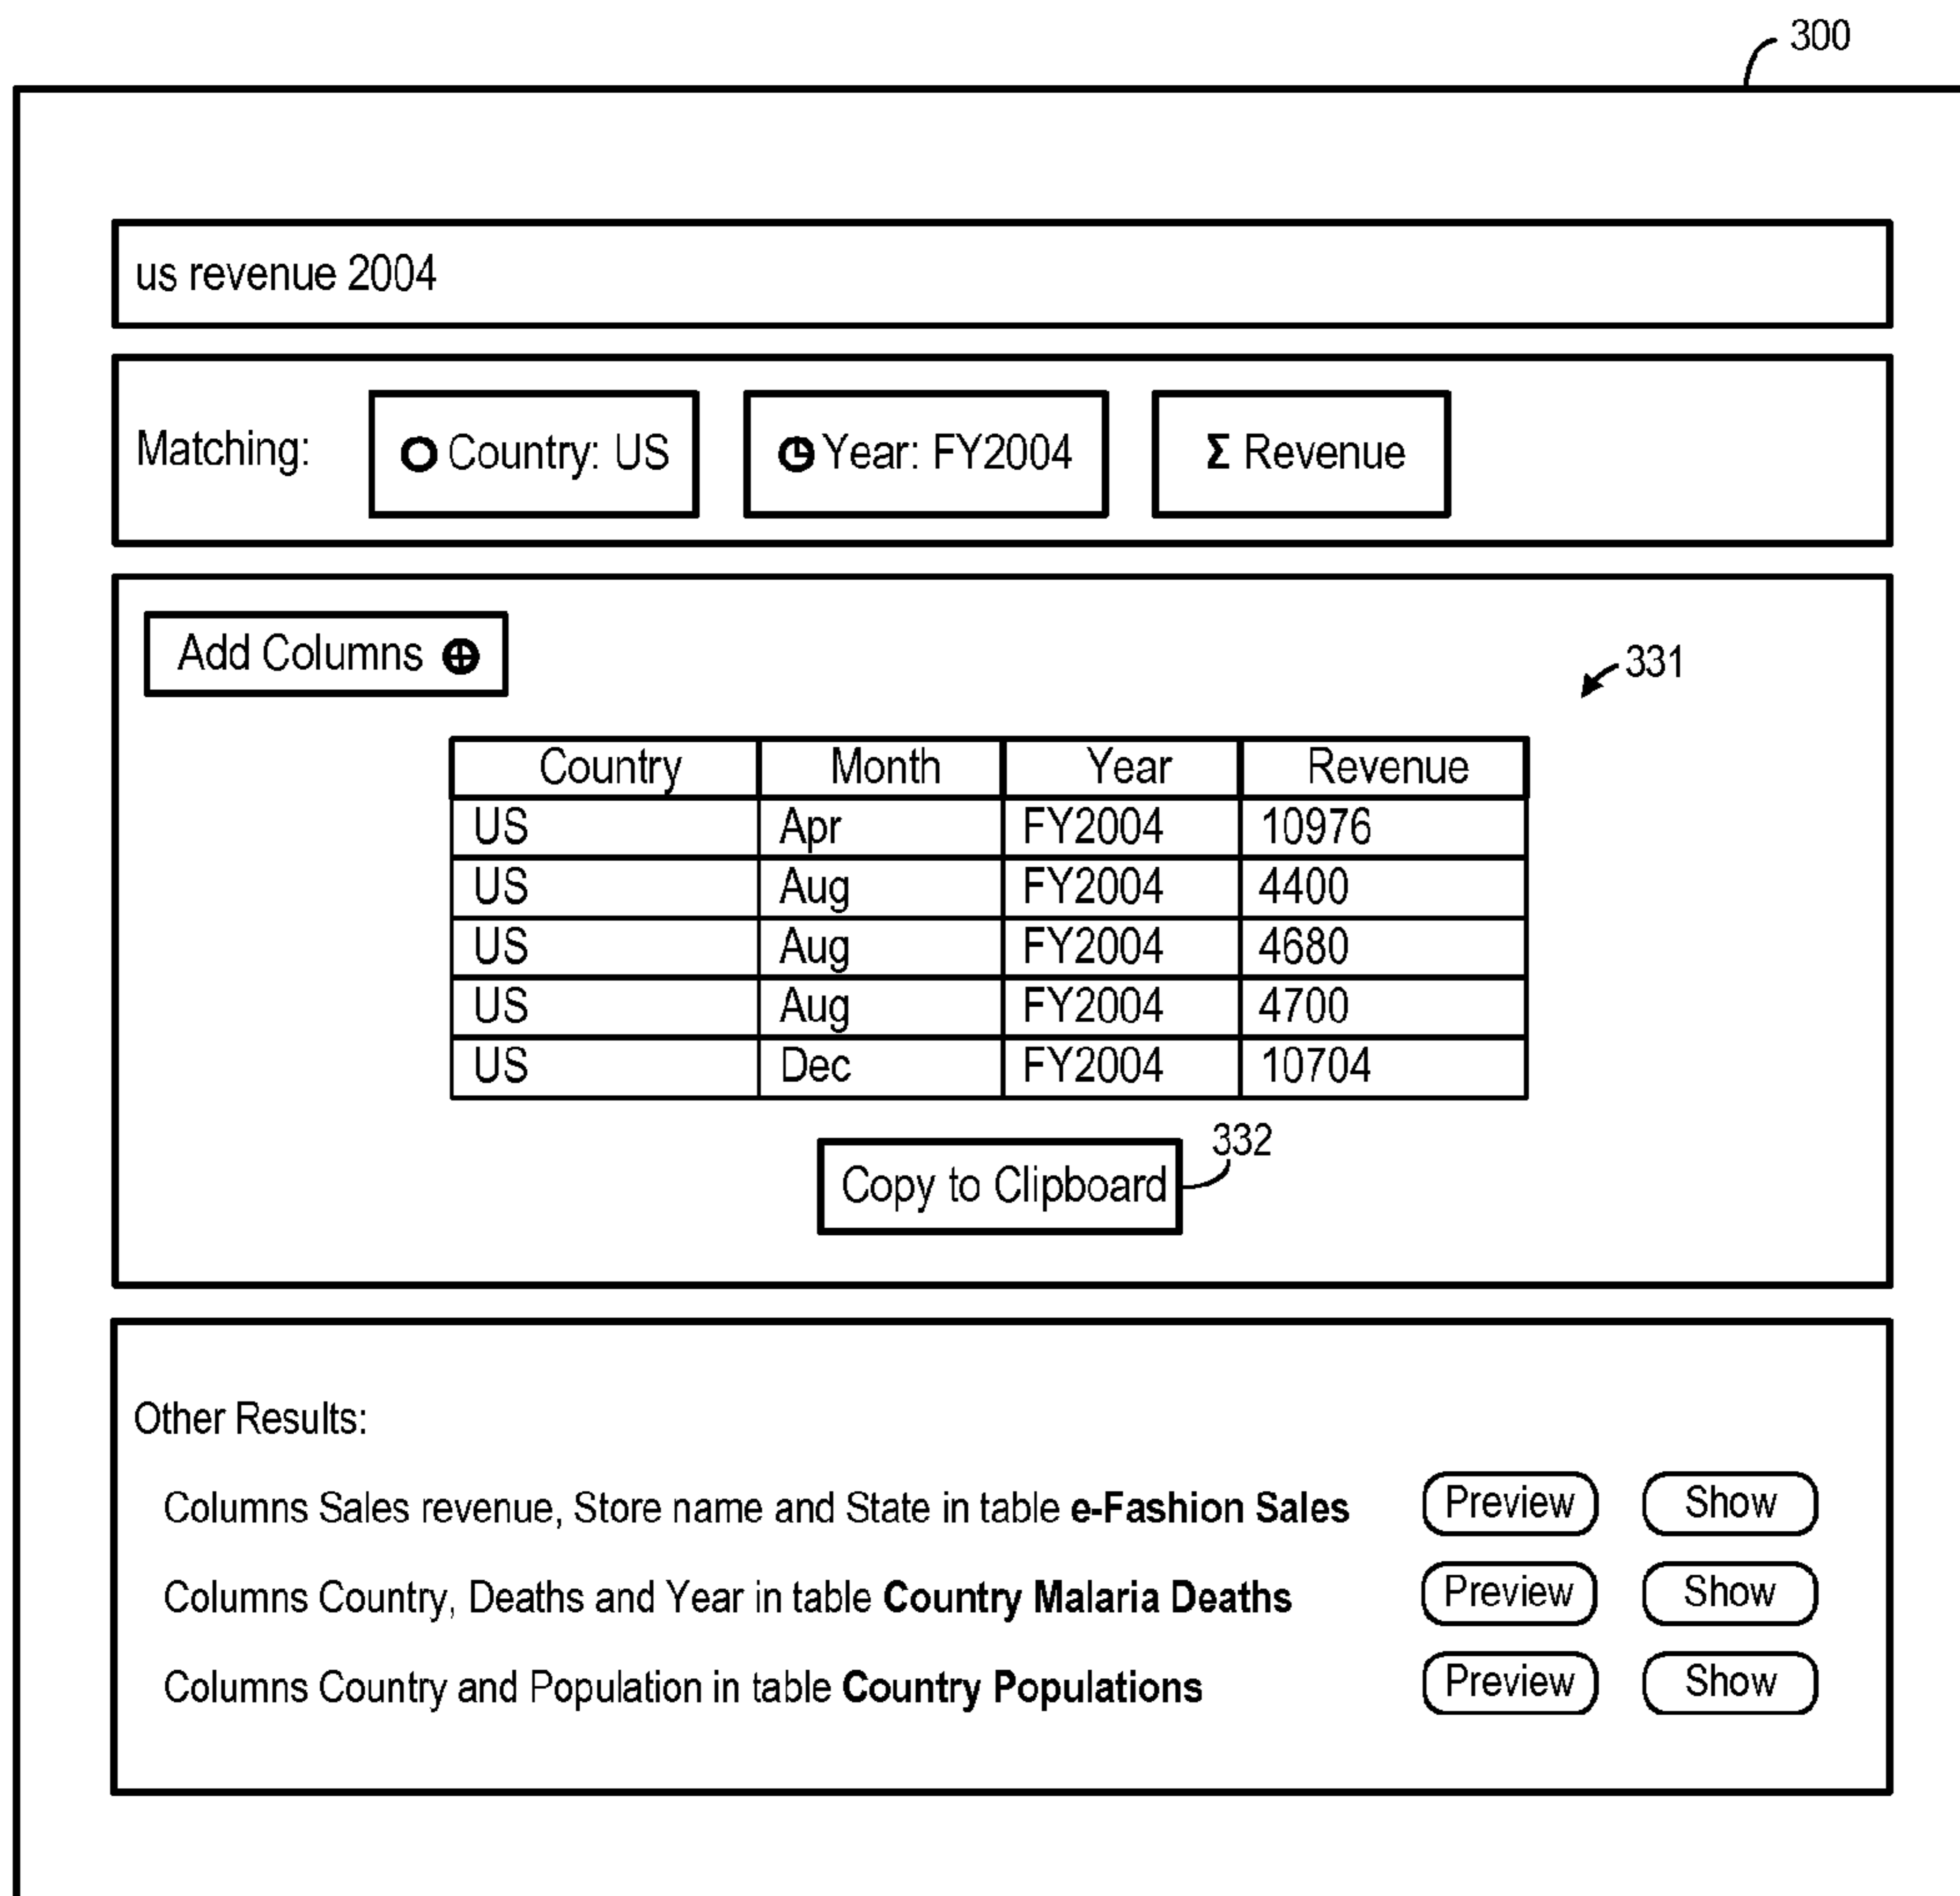 300
us revenue 2004
Matching: Country: US Year: FY2004 Σ Revenue
Add Columns
331
Country Month Year Revenue
US Apr FY2004 10976
US Aug FY2004 4400
US Aug FY2004 4680
US Aug FY2004 4700
US Dec FY2004 10704
332
Copy to Clipboard
Other Results:
Columns Sales revenue, Store name and State in table e-Fashion Sales Preview Show
Columns Country, Deaths and Year in table Country Malaria Deaths Preview Show
Columns Country and Population in table Country Populations Preview Show